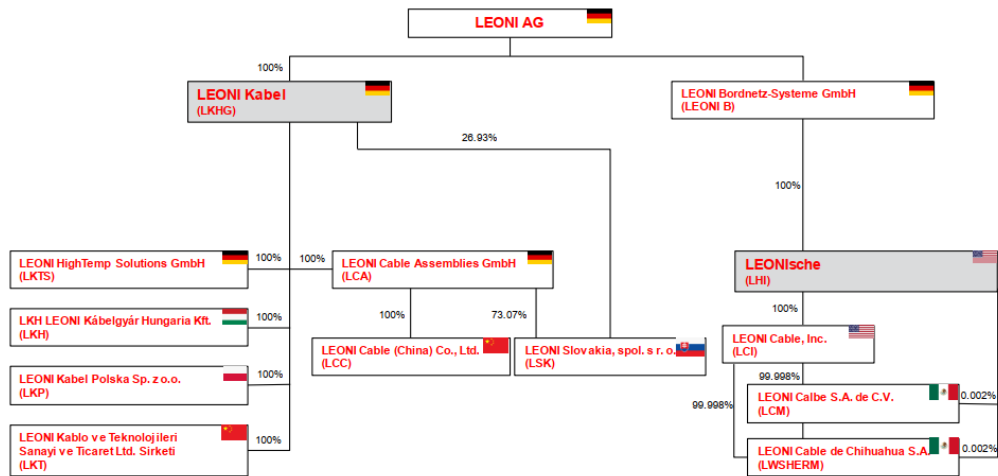 LEONI AG
100%
LEONI Kabel
(LKHG)
LEONI Bordnetz-Systeme GmbH
(LEONI B)
26.93%
100%
LEONI HighTemp Solutions GmbH
(LKTS)
100%
100%
LEONI Cable Assemblies GmbH
(LCA)
LEONIsche
(LHI)
LKH LEONI Kábelgyár Hungaria Kft.
(LKH)
100%
100%
73.07%
100%
LEONI Cable (China) Co., Ltd.
(LCC)
LEONI Slovakia, spol. s r. o.
(LSK)
LEONI Cable, Inc.
(LCI)
LEONI Kabel Polska Sp. z o.o.
(LKP)
100%
99.998%
LEONI Calbe S.A. de C.V.
(LCM)
0.002%
99.998%
LEONI Kablo ve Teknolojileri
Sanayi ve Ticaret Ltd. Sirketi
(LKT)
100%
LEONI Cable de Chihuahua S.A.
(LWSHERM)
0.002%